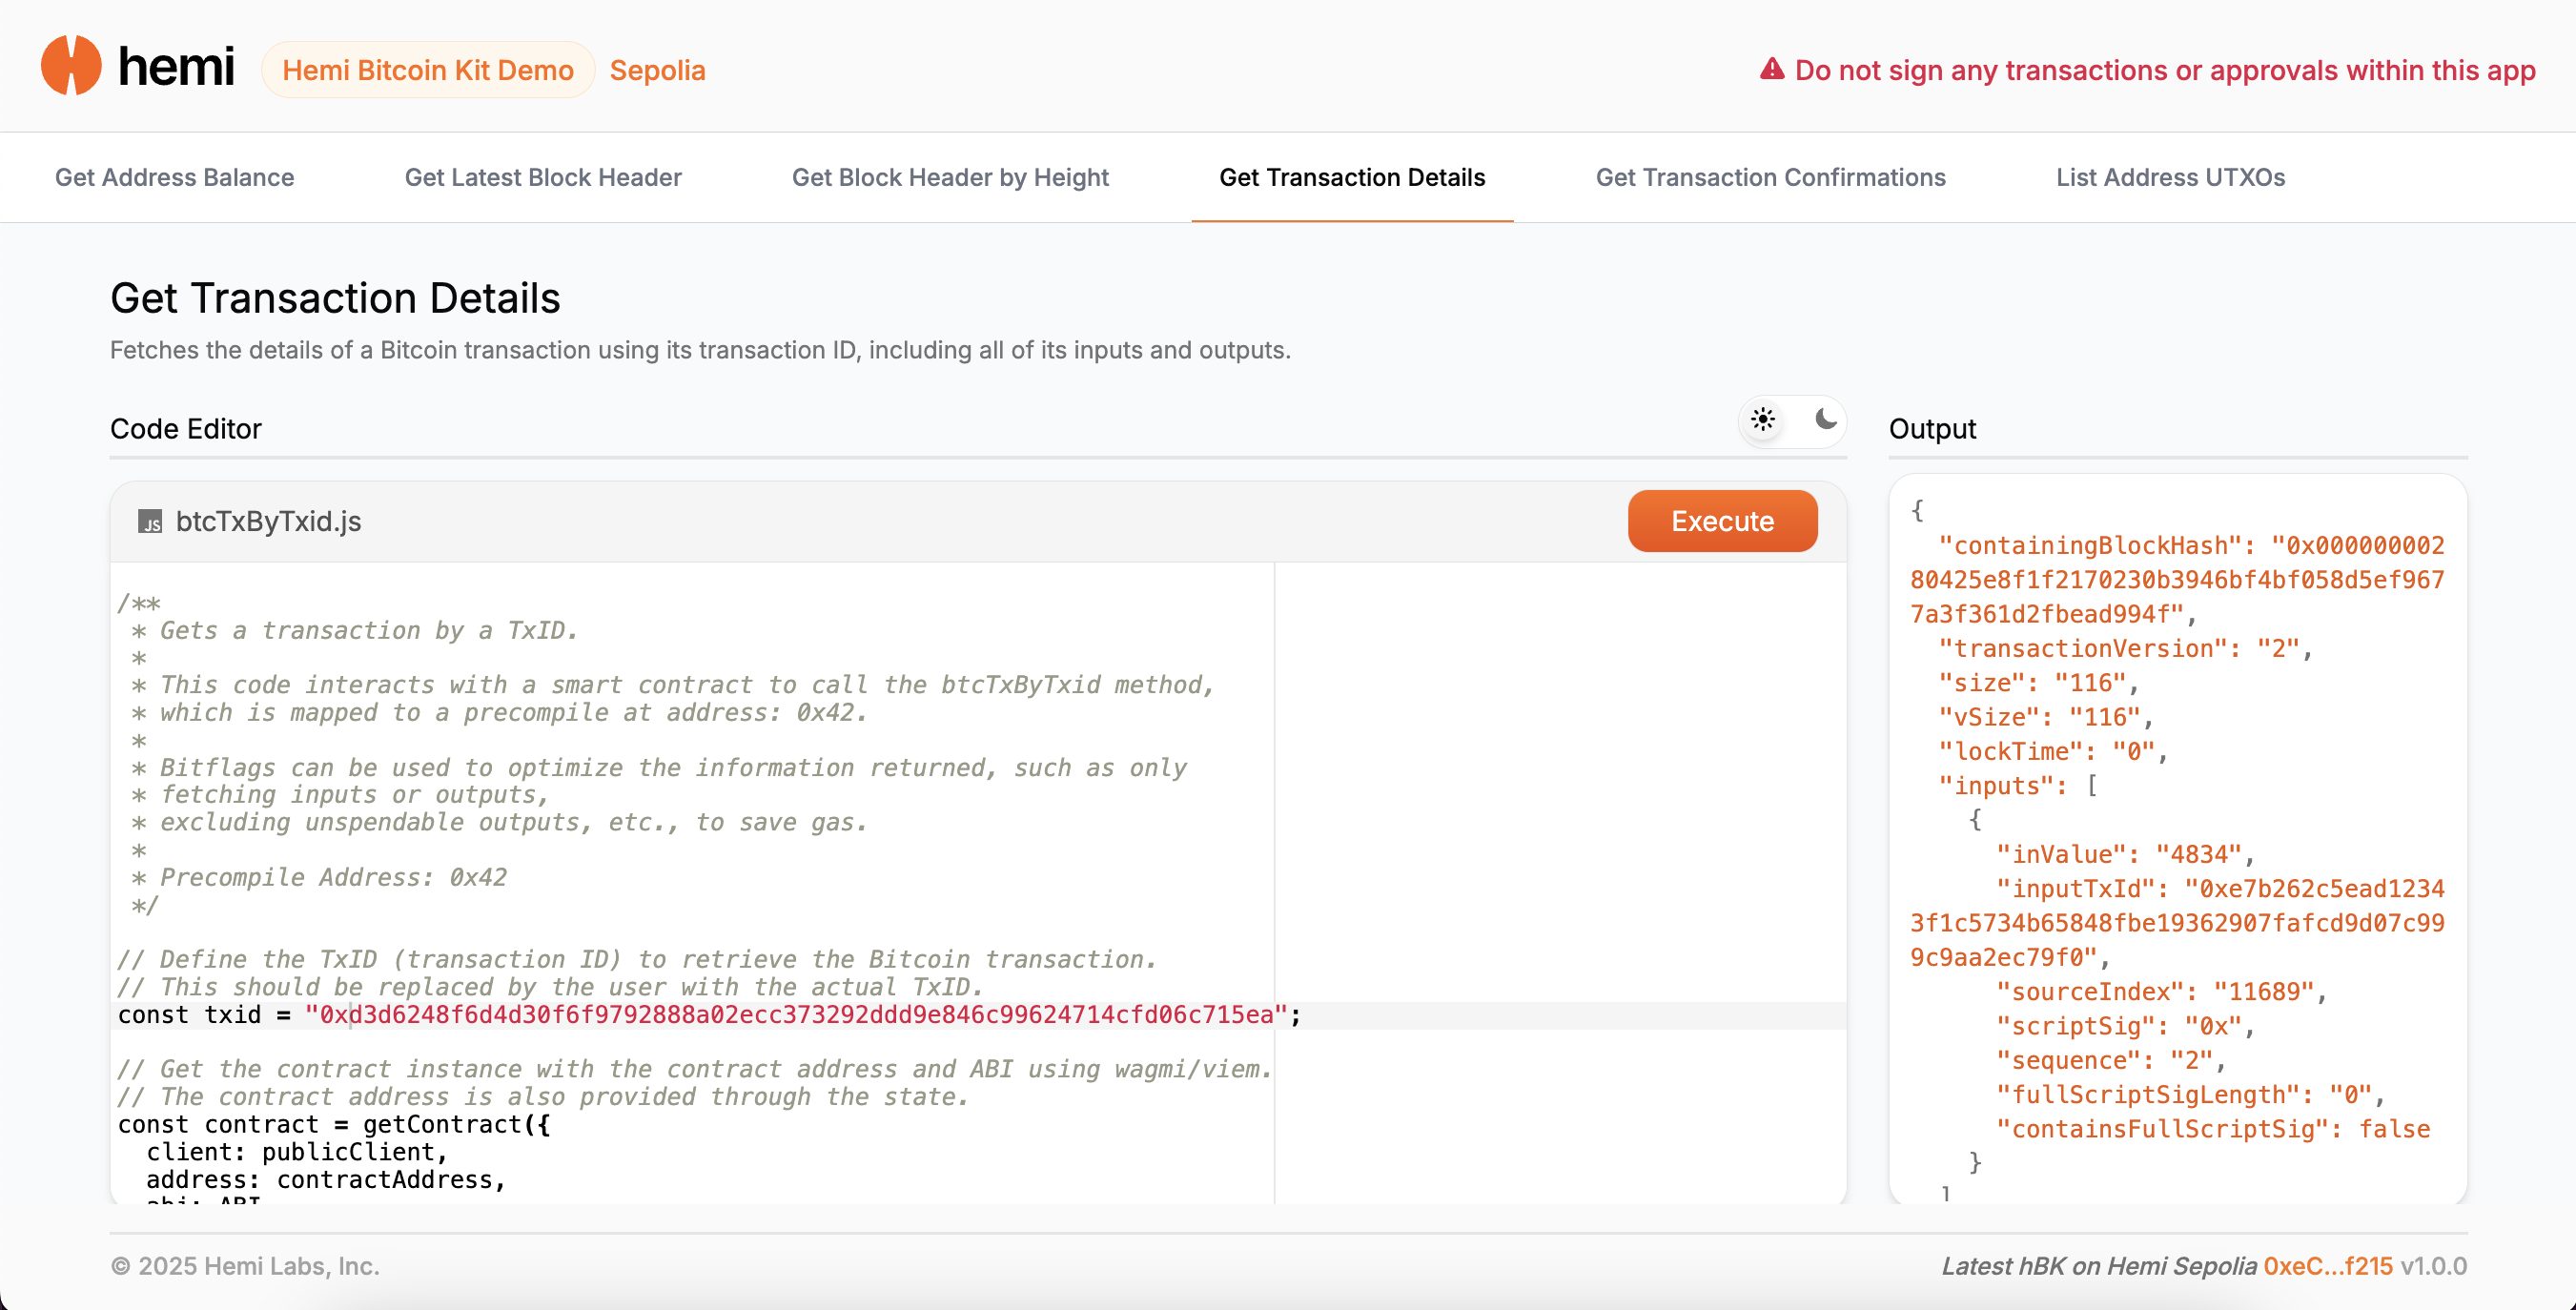 hemi
Hemi Bitcoin Kit Demo
Sepolia
Do not sign any transactions or approvals within this app
Get Address Balance
Get Latest Block Header
Get Block Header by Height
Get Transaction Details
Get Transaction Confirmations
List Address UTXOs
Get Transaction Details
Fetches the details of a Bitcoin transaction using its transaction ID, including all of its inputs and outputs.
Code Editor
JS btcTxByTxid.js
Execute
/**
 * Gets a transaction by a TxID.
 *
 * This code interacts with a smart contract to call the btcTxByTxid method,
 * which is mapped to a precompile at address: 0x42.
 *
 * Bitflags can be used to optimize the information returned, such as only
 * fetching inputs or outputs,
 * excluding unspendable outputs, etc., to save gas.
 *
 * Precompile Address: 0x42
 */
// Define the TxID (transaction ID) to retrieve the Bitcoin transaction.
// This should be replaced by the user with the actual TxID.
const txid = "0xd3d6248f6d4d30f6f9792888a02ecc373292ddd9e846c99624714cfd06c715ea";
// Get the contract instance with the contract address and ABI using wagmi/viem.
// The contract address is also provided through the state.
const contract = getContract({
  client: publicClient,
  address: contractAddress,
  abi: ABI
Output
{
  "containingBlockHash": "0x000000002
80425e8f1f2170230b3946bf4bf058d5ef967
7a3f361d2fbead994f",
  "transactionVersion": "2",
  "size": "116",
  "vSize": "116",
  "lockTime": "0",
  "inputs": [
    {
      "inValue": "4834",
      "inputTxId": "0xe7b262c5ead1234
3f1c5734b65848fbe19362907fafcd9d07c99
9c9aa2ec79f0",
      "sourceIndex": "11689",
      "scriptSig": "0x",
      "sequence": "2",
      "fullScriptSigLength": "0",
      "containsFullScriptSig": false
    }
  ]
© 2025 Hemi Labs, Inc.
Latest hBK on Hemi Sepolia 0xeC...f215 v1.0.0